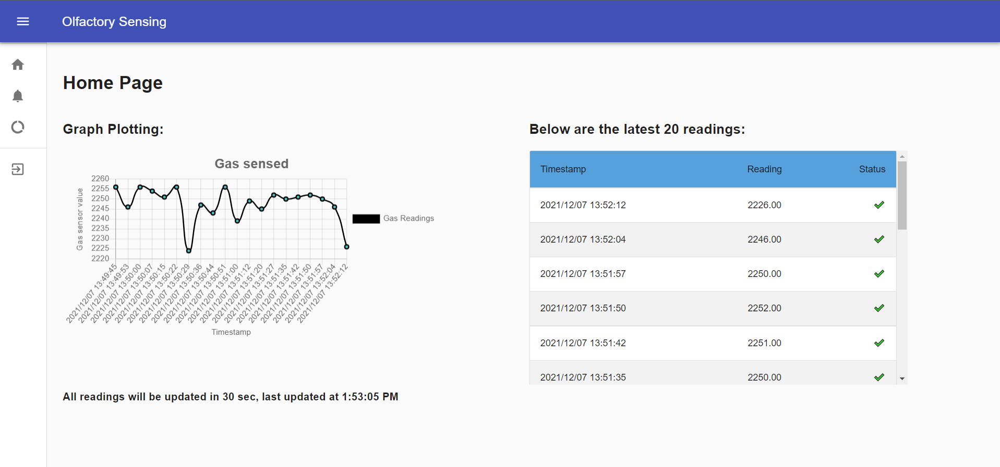 Olfactory Sensing
Home Page
Graph Plotting:
Gas sensed
Gas sensor value
2260
2255
2250
2245
2240
2235
2230
2225
2220
2021/12/07 13:49:45
2021/12/07 13:49:53
2021/12/07 13:50:00
2021/12/07 13:50:07
2021/12/07 13:50:15
2021/12/07 13:50:22
2021/12/07 13:50:29
2021/12/07 13:50:36
2021/12/07 13:50:44
2021/12/07 13:50:51
2021/12/07 13:51:00
2021/12/07 13:51:12
2021/12/07 13:51:20
2021/12/07 13:51:27
2021/12/07 13:51:35
2021/12/07 13:51:42
2021/12/07 13:51:50
2021/12/07 13:51:57
2021/12/07 13:52:04
2021/12/07 13:52:12
Timestamp
Gas Readings
All readings will be updated in 30 sec, last updated at 1:53:05 PM
Below are the latest 20 readings:
Timestamp Reading Status
2021/12/07 13:52:12 2226.00
2021/12/07 13:52:04 2246.00
2021/12/07 13:51:57 2250.00
2021/12/07 13:51:50 2252.00
2021/12/07 13:51:42 2251.00
2021/12/07 13:51:35 2250.00